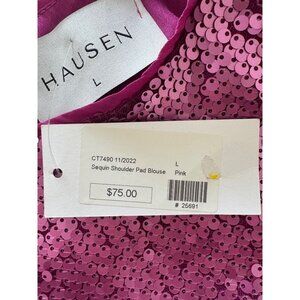 HAUSEN
L
CT7490 11/2022
L
Sequin Shoulder Pad Blouse
Pink
$75.00
# 25691